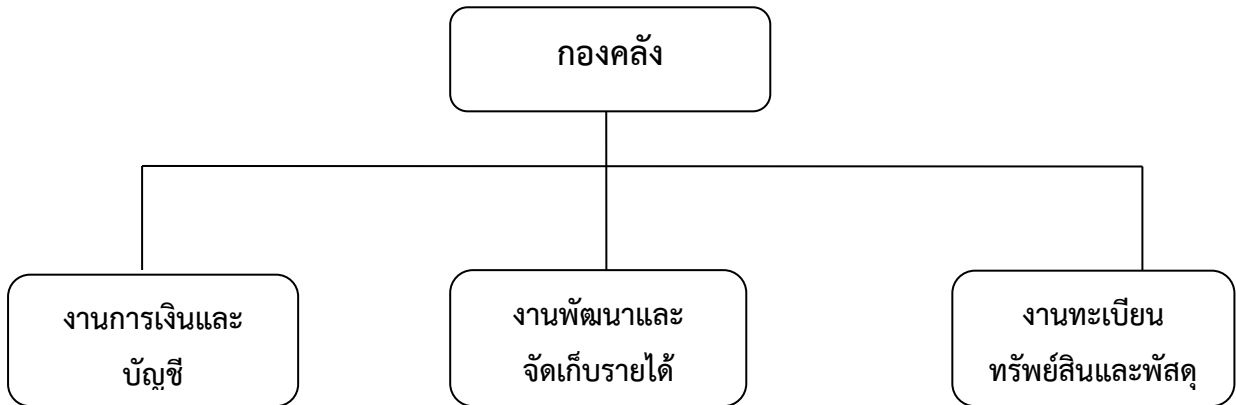 กองคลัง
งานการเงินและ
บัญชี
งานพัฒนาและ
จัดเก็บรายได้
งานทะเบียน
ทรัพย์สินและพัสดุ